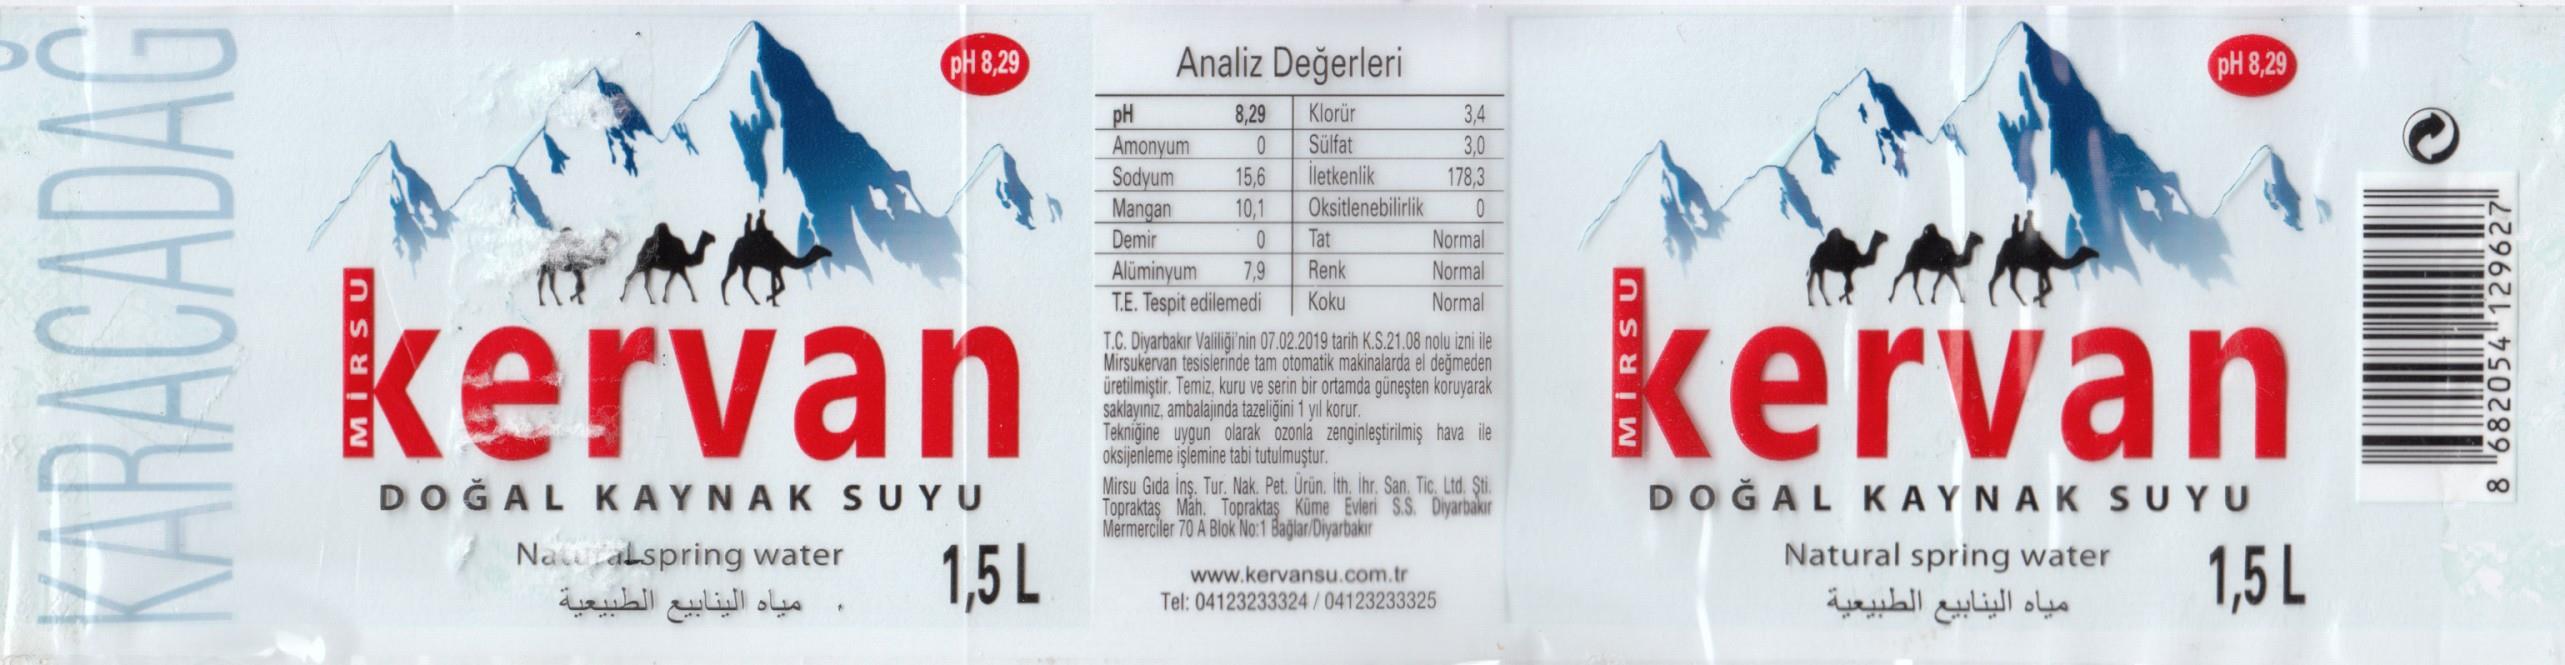 KARACADAĞ
pH 8,29
MİRSU
kervan
DOĞAL KAYNAK SUYU
Natural spring water
مياه الينابيع الطبيعية
1,5 L
Analiz Değerleri
pH 8,29 Klorür 3,4
Amonyum 0 Sülfat 3,0
Sodyum 15,6 İletkenlik 178,3
Mangan 10,1 Oksitlenebilirlik 0
Demir 0 Tat Normal
Alüminyum 7,9 Renk Normal
T.E. Tespit edilemedi Koku Normal
T.C. Diyarbakır Valiliği'nin 07.02.2019 tarih K.S.21.08 nolu izni ile
Mirsukervan tesislerinde tam otomatik makinalarda el değmeden
üretilmiştir. Temiz, kuru ve serin bir ortamda güneşten koruyarak
saklayınız, ambalajında tazeliğini 1 yıl korur.
Tekniğine uygun olarak ozonla zenginleştirilmiş hava ile
oksijenleme işlemine tabi tutulmuştur.
Mirsu Gıda İnş. Tur. Nak. Pet. Ürün. İth. İhr. San. Tic. Ltd. Şti.
Topraktaş Mah. Topraktaş Küme Evleri S.S. Diyarbakır
Mermerciler 70 A Blok No:1 Bağlar/Diyarbakır
www.kervansu.com.tr
Tel: 04123233324 / 04123233325
pH 8,29
MİRSU
kervan
DOĞAL KAYNAK SUYU
Natural spring water
مياه الينابيع الطبيعية
1,5 L
8 682054 129627